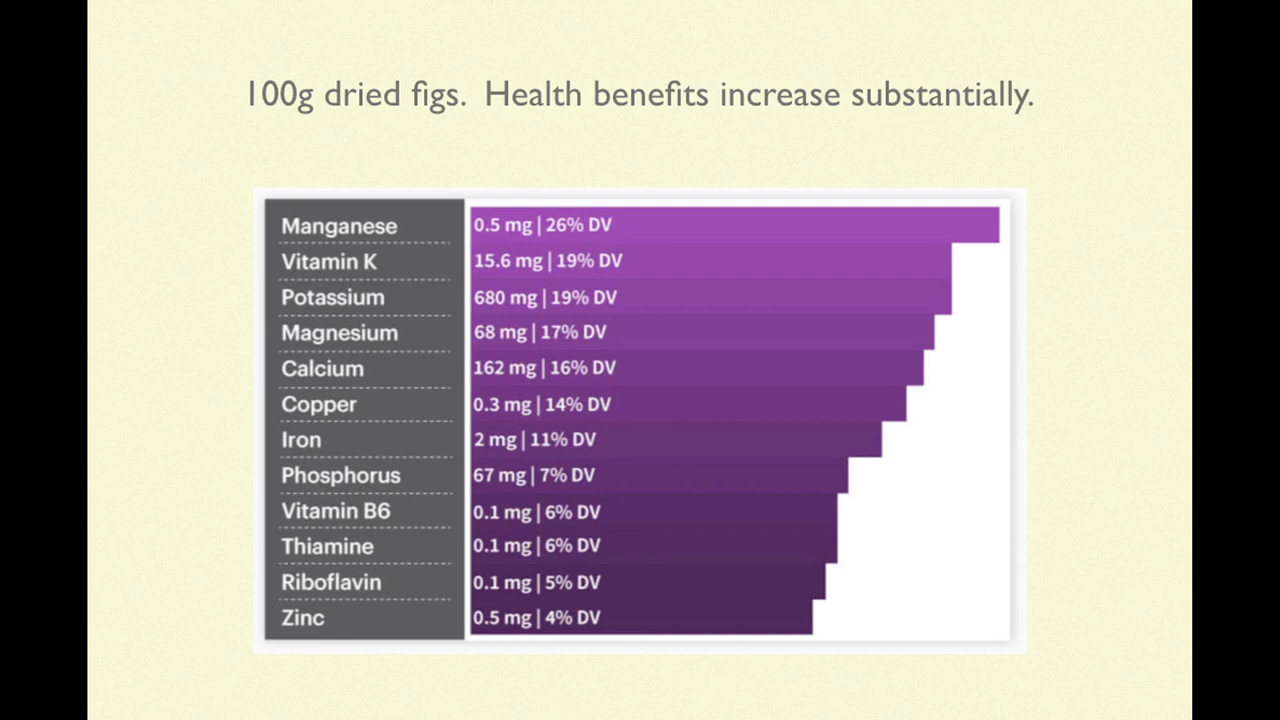 100g dried figs. Health benefits increase substantially.
Manganese 0.5 mg | 26% DV
Vitamin K 15.6 mg | 19% DV
Potassium 680 mg | 19% DV
Magnesium 68 mg | 17% DV
Calcium 162 mg | 16% DV
Copper 0.3 mg | 14% DV
Iron 2 mg | 11% DV
Phosphorus 67 mg | 7% DV
Vitamin B6 0.1 mg | 6% DV
Thiamine 0.1 mg | 6% DV
Riboflavin 0.1 mg | 5% DV
Zinc 0.5 mg | 4% DV